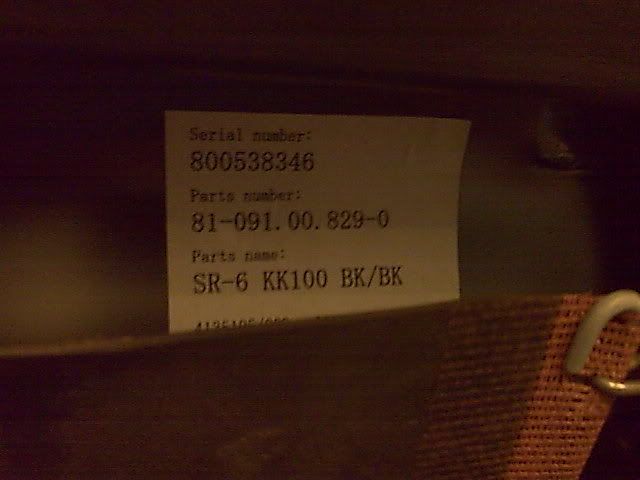 Serial number:
800538346
Parts number:
81-091.00.829-0
Parts name:
SR-6 KK100 BK/BK